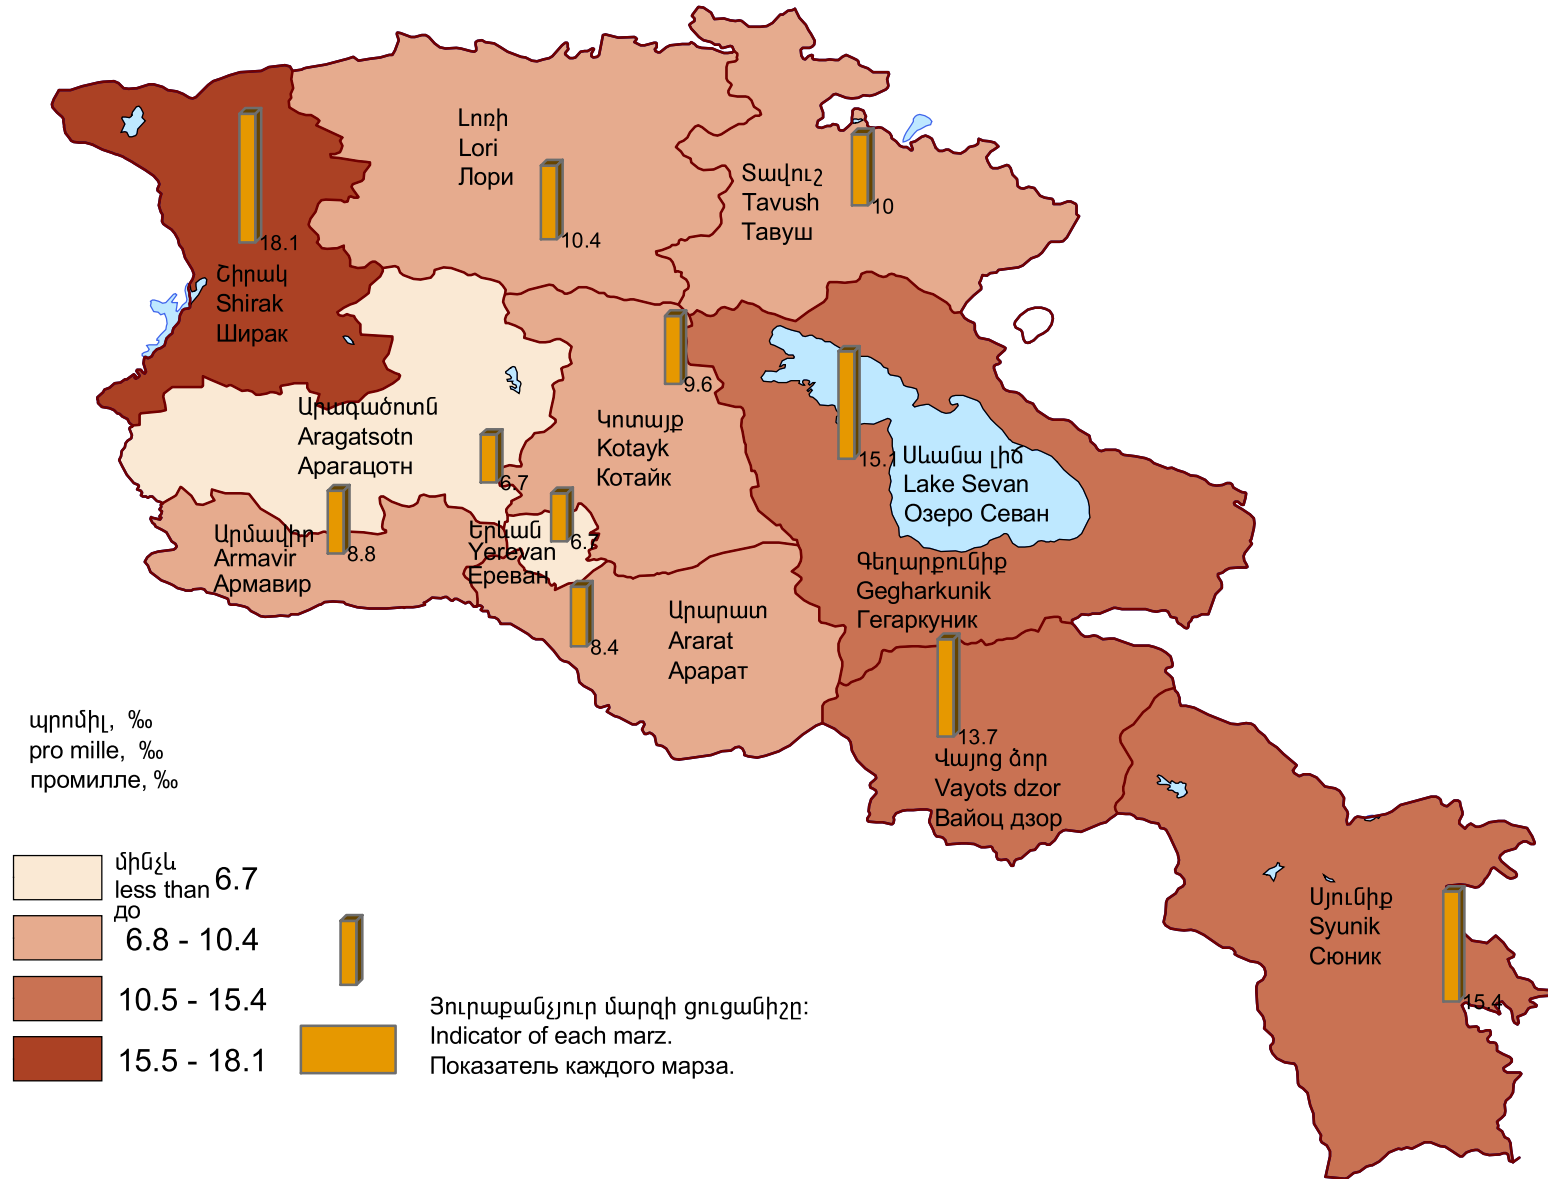 Լոռի
Lori
Лори
10.4
Տավուշ
Tavush
Тавуш
10
18.1
Շիրակ
Shirak
Ширак
9.6
Արագածոտն
Aragatsotn
Арагацотн
6.7
Կոտայք
Kotayk
Котайк
15.1
Սևանա լիճ
Lake Sevan
Озеро Севан
Արմավիր
Armavir
Армавир
8.8
Երևան
Yerevan
Ереван
6.7
Գեղարքունիք
Gegharkunik
Гегаркуник
Արարատ
Ararat
Арарат
8.4
13.7
Վայոց ձոր
Vayots dzor
Вайоц дзор
Սյունիք
Syunik
Сюник
15.4
պրոմիլ, ‰
pro mille, ‰
промилле, ‰
մինչև
less than 6.7
до
6.8 - 10.4
10.5 - 15.4
15.5 - 18.1
Յուրաքանչյուր մարզի ցուցանիշը:
Indicator of each marz.
Показатель каждого марза.